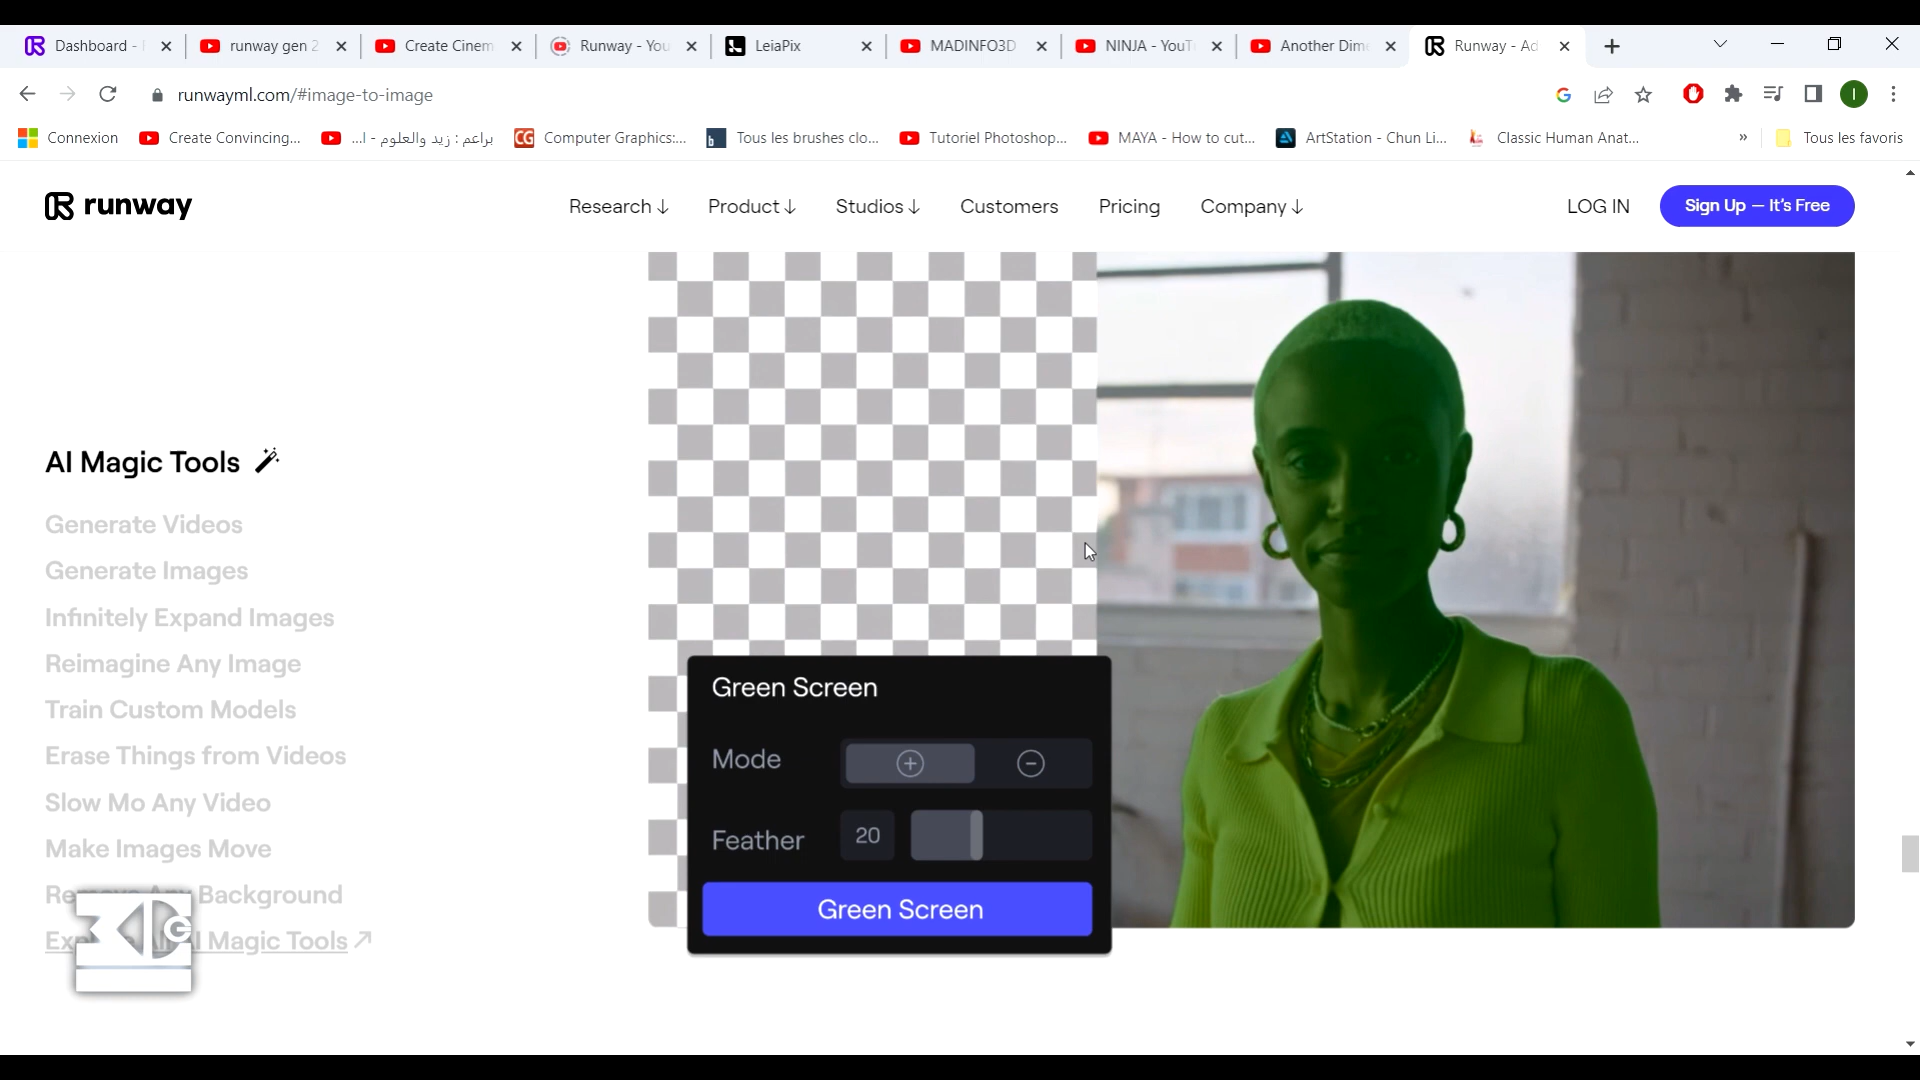 Dashboard -
runway gen 2
Create Cinem
Runway - You
LeiaPix
MADINFO3D
NINJA - YouT
Another Dim
Runway - Ad
runwayml.com/#image-to-image
I
Connexion
Create Convincing...
براعم : زيد والعلوم - ا...
CG
Computer Graphics:...
b
Tous les brushes clo...
Tutoriel Photoshop...
MAYA - How to cut...
ArtStation - Chun Li...
Classic Human Anat...
»
Tous les favoris
runway
Research ↓
Product ↓
Studios ↓
Customers
Pricing
Company ↓
LOG IN
Sign Up — It's Free
AI Magic Tools
Generate Videos
Generate Images
Infinitely Expand Images
Reimagine Any Image
Train Custom Models
Erase Things from Videos
Slow Mo Any Video
Make Images Move
Background
Magic Tools ↗
Green Screen
Mode
Feather
20
Green Screen